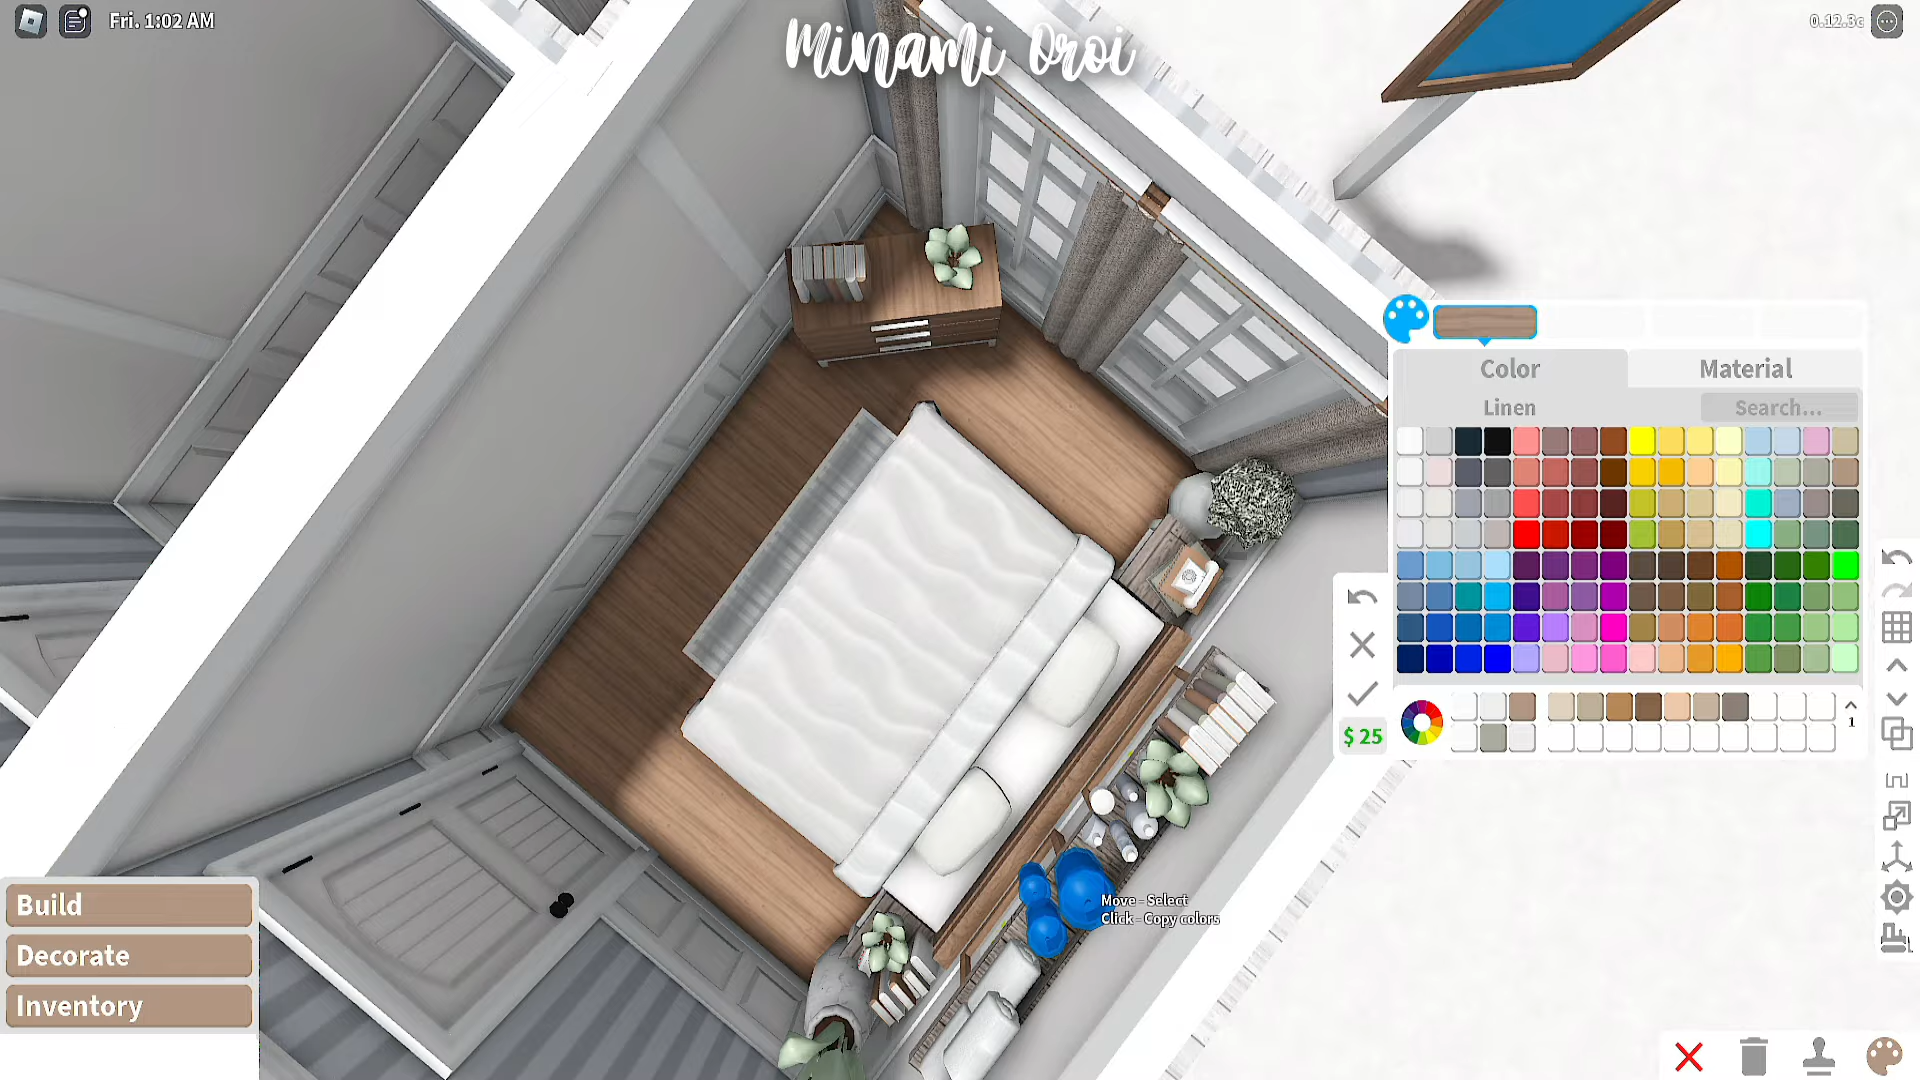 Fri. 1:02 AM
Minami Oroi
0.12.3c
Color
Material
Linen
Search...
$ 25
1
Move - Select
Click - Copy colors
Build
Decorate
Inventory